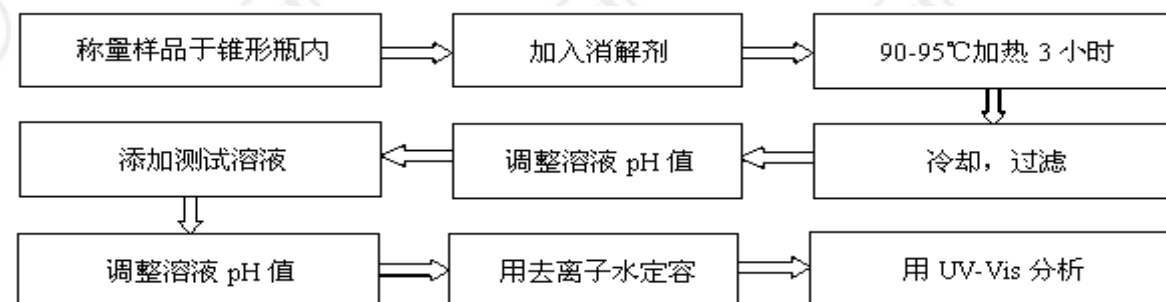 称量样品于锥形瓶内
加入消解剂
90-95℃加热 3 小时
冷却，过滤
调整溶液 pH 值
添加测试溶液
调整溶液 pH 值
用去离子水定容
用 UV-Vis 分析